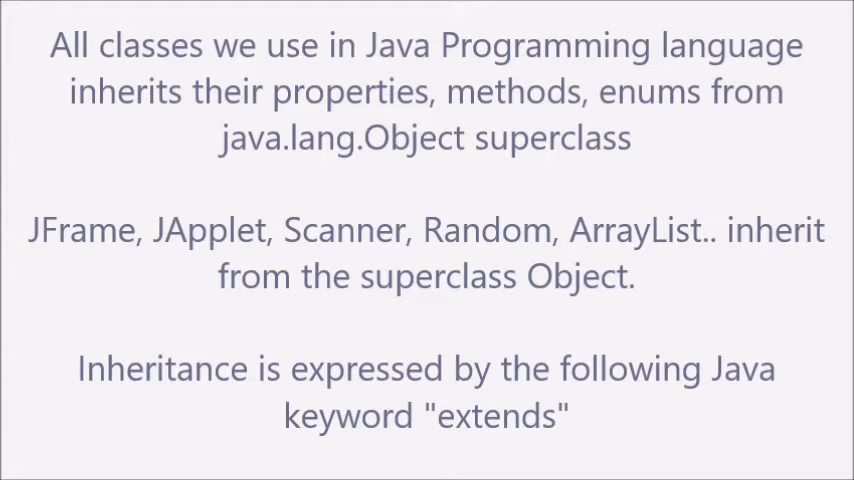 All classes we use in Java Programming language
inherits their properties, methods, enums from
java.lang.Object superclass
JFrame, JApplet, Scanner, Random, ArrayList.. inherit
from the superclass Object.
Inheritance is expressed by the following Java
keyword "extends"